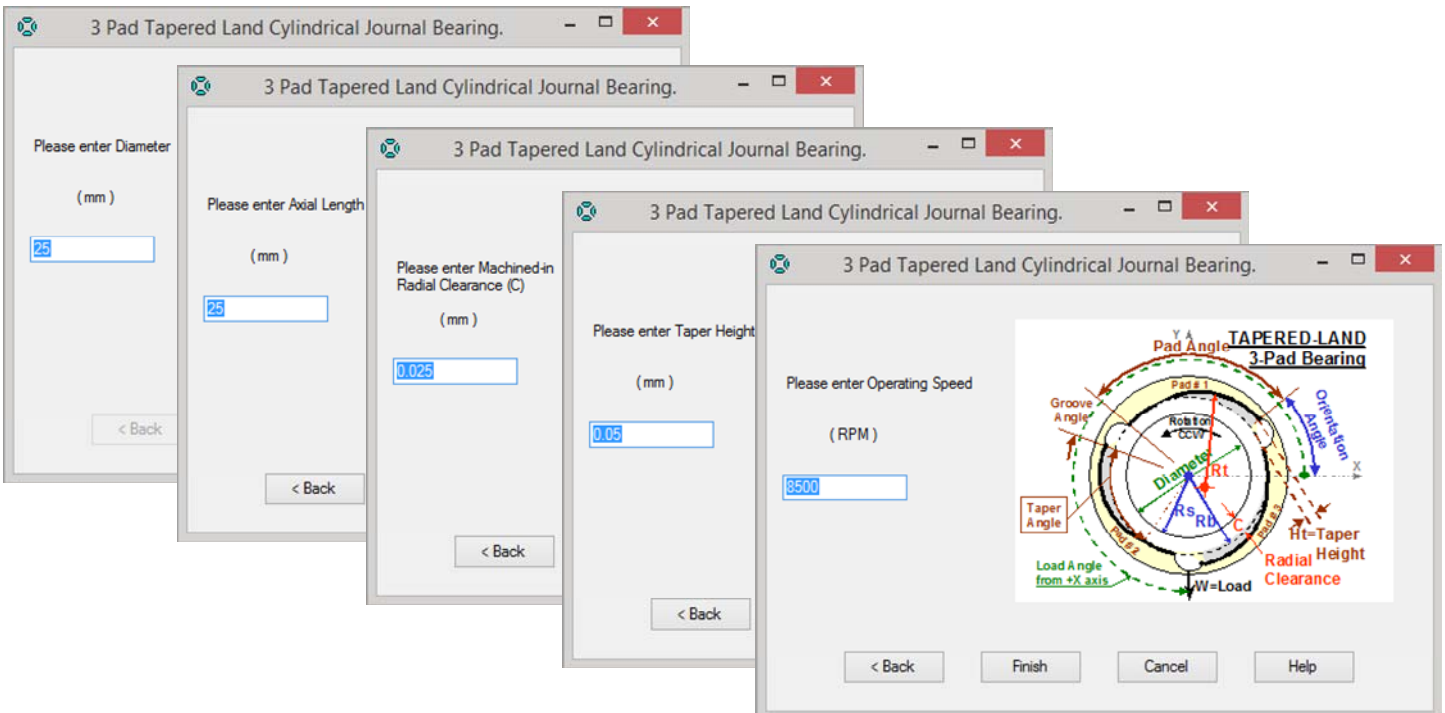 3 Pad Tapered Land Cylindrical Journal Bearing.
Please enter Diameter
( mm )
25
< Back
3 Pad Tapered Land Cylindrical Journal Bearing.
Please enter Axial Length
( mm )
25
< Back
3 Pad Tapered Land Cylindrical Journal Bearing.
Please enter Machined-in
Radial Clearance (C)
( mm )
0.025
< Back
3 Pad Tapered Land Cylindrical Journal Bearing.
Please enter Taper Height
( mm )
0.05
< Back
3 Pad Tapered Land Cylindrical Journal Bearing.
Please enter Operating Speed
( RPM )
8500
TAPERED-LAND
3-Pad Bearing
Y
Pad Angle
Pad # 1
Groove
Angle
Rotation
CCW
Orientation
Angle
X
Diameter
Rt
Rs
Rb
C
Taper
Angle
Pad # 2
Pad # 3
Ht=Taper
Height
Radial
Clearance
Load Angle
from +X axis
W=Load
< Back
Finish
Cancel
Help